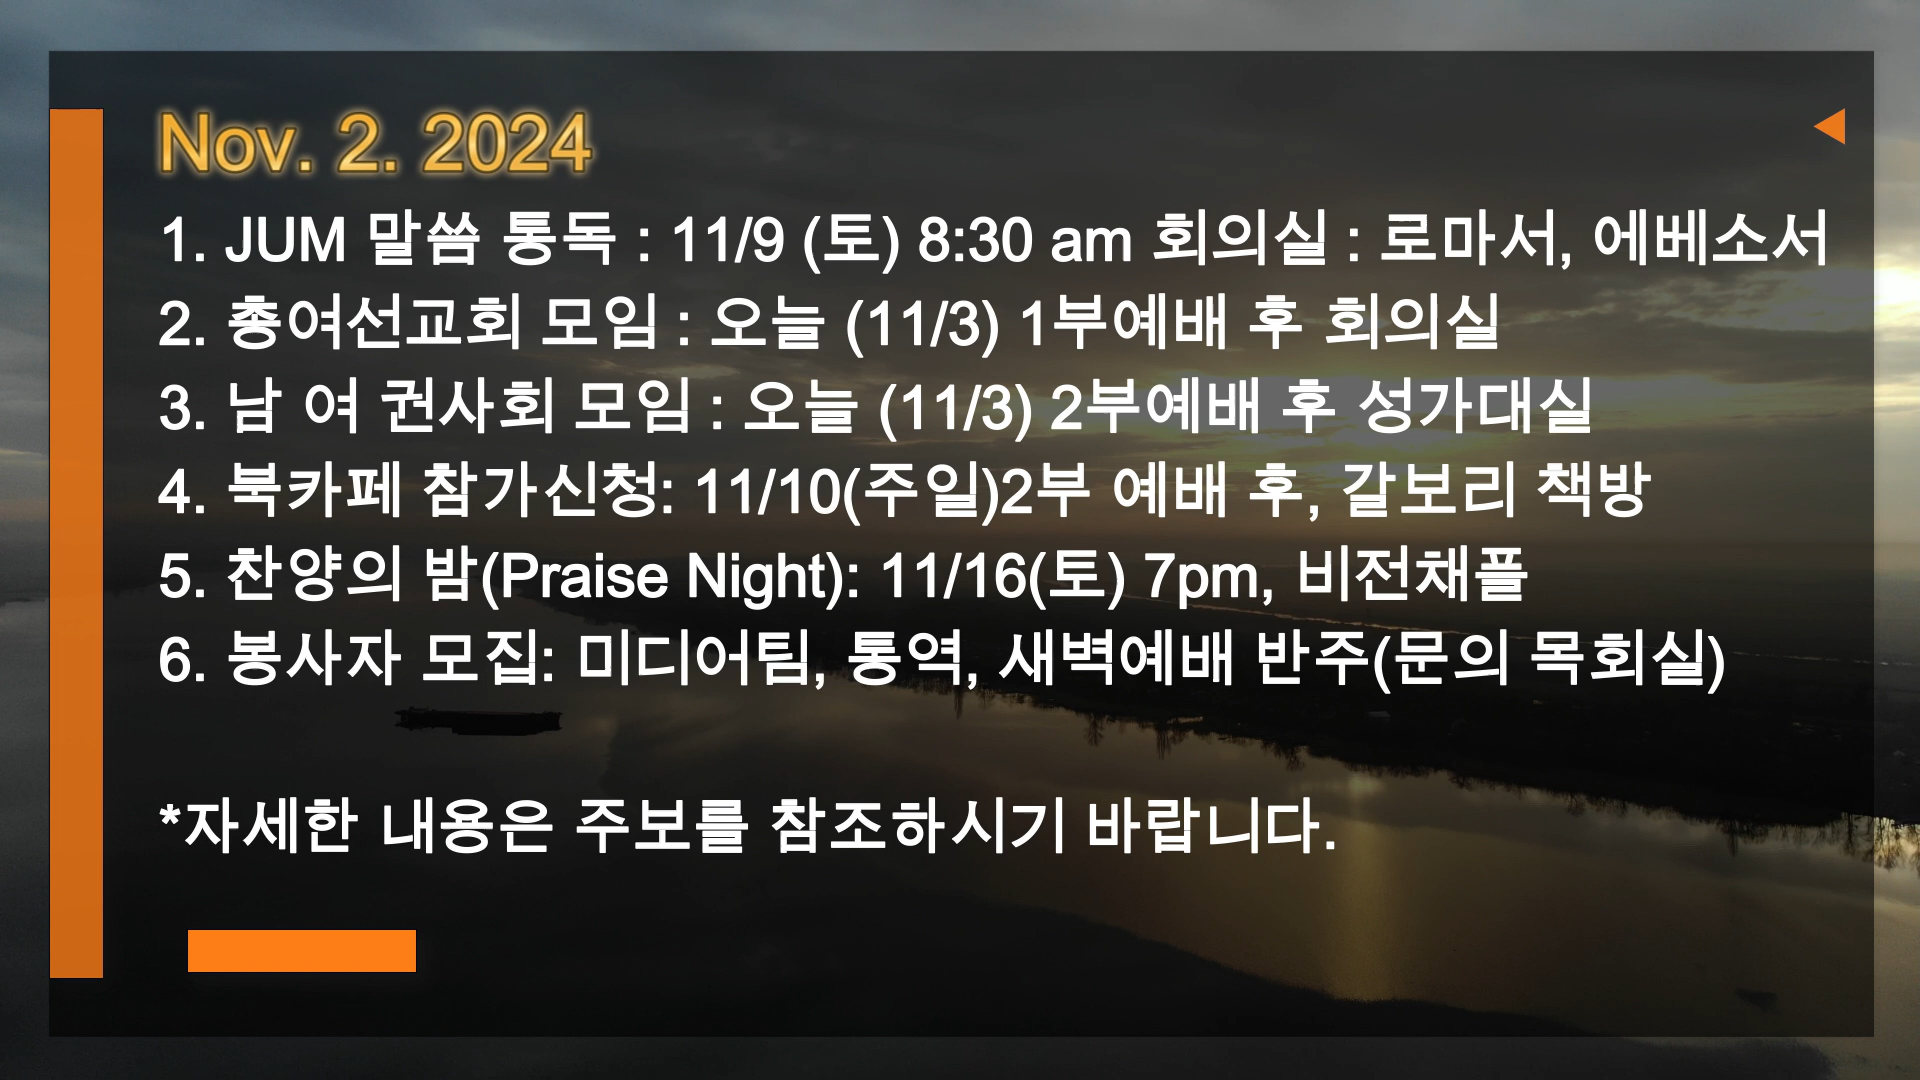 Nov. 2. 2024
1. JUM 말씀 통독 : 11/9 (토) 8:30 am 회의실 : 로마서, 에베소서
2. 총여선교회 모임 : 오늘 (11/3) 1부예배 후 회의실
3. 남 여 권사회 모임 : 오늘 (11/3) 2부예배 후 성가대실
4. 북카페 참가신청: 11/10(주일)2부 예배 후, 갈보리 책방
5. 찬양의 밤(Praise Night): 11/16(토) 7pm, 비전채플
6. 봉사자 모집: 미디어팀, 통역, 새벽예배 반주(문의 목회실)
*자세한 내용은 주보를 참조하시기 바랍니다.